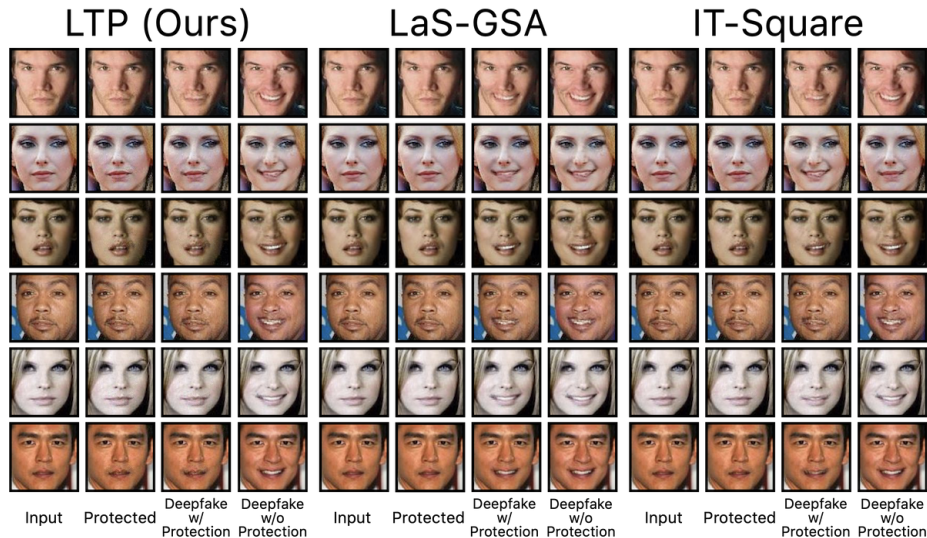 LTP (Ours) LaS-GSA IT-Square
Input Protected Deepfake w/ Protection Deepfake w/o Protection Input Protected Deepfake w/ Protection Deepfake w/o Protection Input Protected Deepfake w/ Protection Deepfake w/o Protection